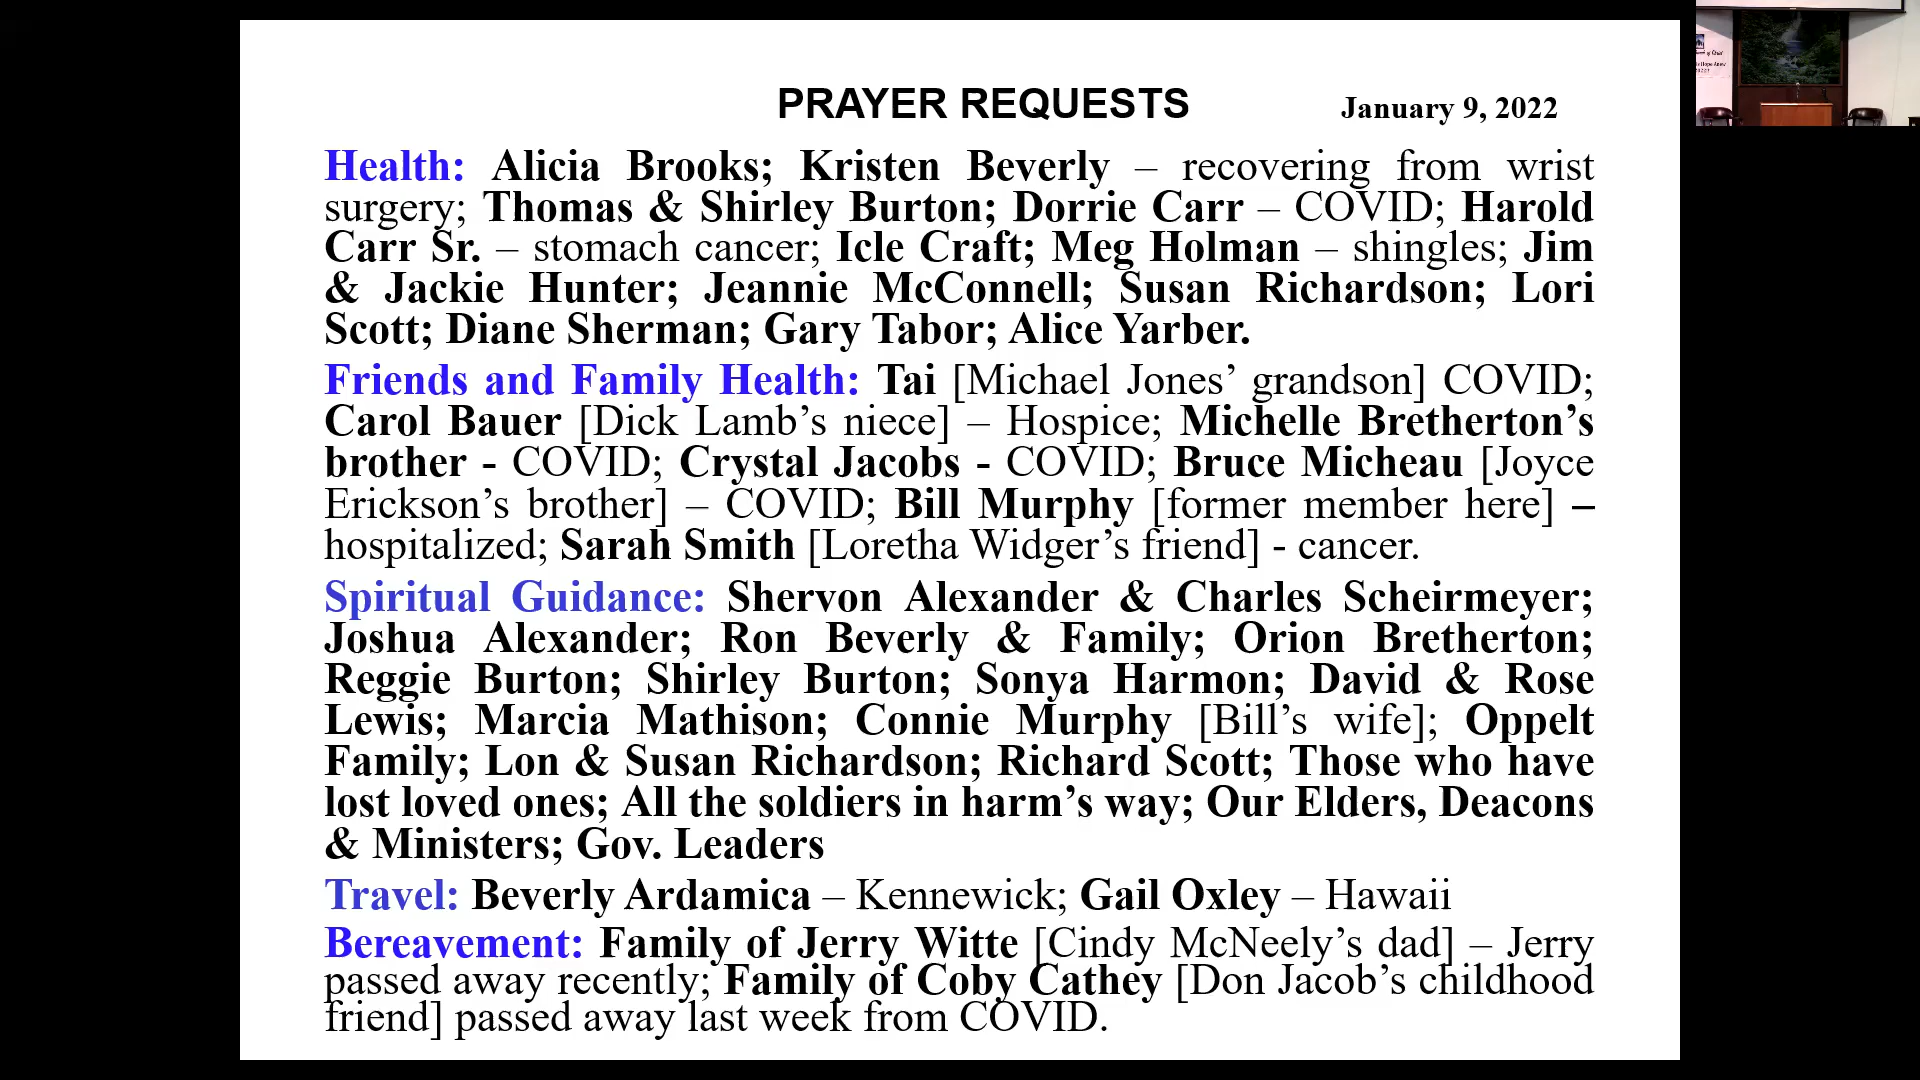 PRAYER REQUESTS January 9, 2022
Health: Alicia Brooks; Kristen Beverly – recovering from wrist
surgery; Thomas & Shirley Burton; Dorrie Carr – COVID; Harold
Carr Sr. – stomach cancer; Icle Craft; Meg Holman – shingles; Jim
& Jackie Hunter; Jeannie McConnell; Susan Richardson; Lori
Scott; Diane Sherman; Gary Tabor; Alice Yarber.
Friends and Family Health: Tai [Michael Jones’ grandson] COVID;
Carol Bauer [Dick Lamb’s niece] – Hospice; Michelle Bretherton’s
brother - COVID; Crystal Jacobs - COVID; Bruce Micheau [Joyce
Erickson’s brother] – COVID; Bill Murphy [former member here] –
hospitalized; Sarah Smith [Loretha Widger’s friend] - cancer.
Spiritual Guidance: Shervon Alexander & Charles Scheirmeyer;
Joshua Alexander; Ron Beverly & Family; Orion Bretherton;
Reggie Burton; Shirley Burton; Sonya Harmon; David & Rose
Lewis; Marcia Mathison; Connie Murphy [Bill’s wife]; Oppelt
Family; Lon & Susan Richardson; Richard Scott; Those who have
lost loved ones; All the soldiers in harm’s way; Our Elders, Deacons
& Ministers; Gov. Leaders
Travel: Beverly Ardamica – Kennewick; Gail Oxley – Hawaii
Bereavement: Family of Jerry Witte [Cindy McNeely’s dad] – Jerry
passed away recently; Family of Coby Cathey [Don Jacob’s childhood
friend] passed away last week from COVID.